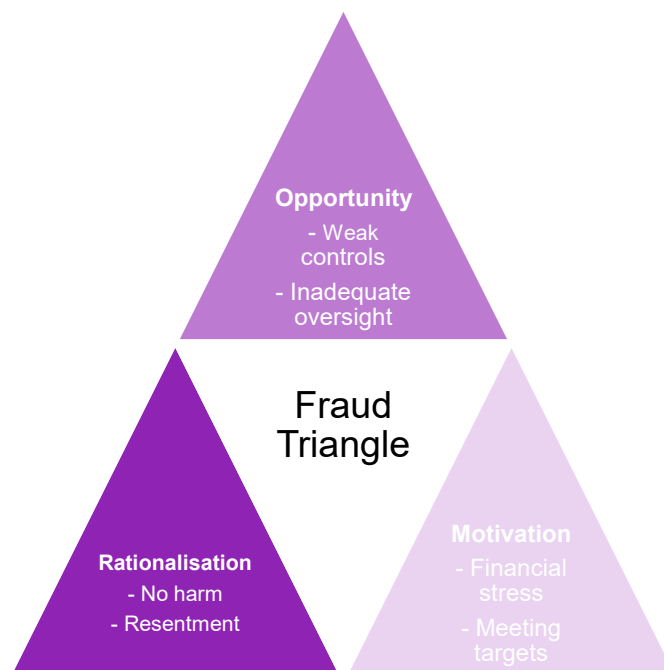 Opportunity
- Weak
controls
- Inadequate
oversight
Fraud
Triangle
Rationalisation
- No harm
- Resentment
Motivation
- Financial
stress
- Meeting
targets